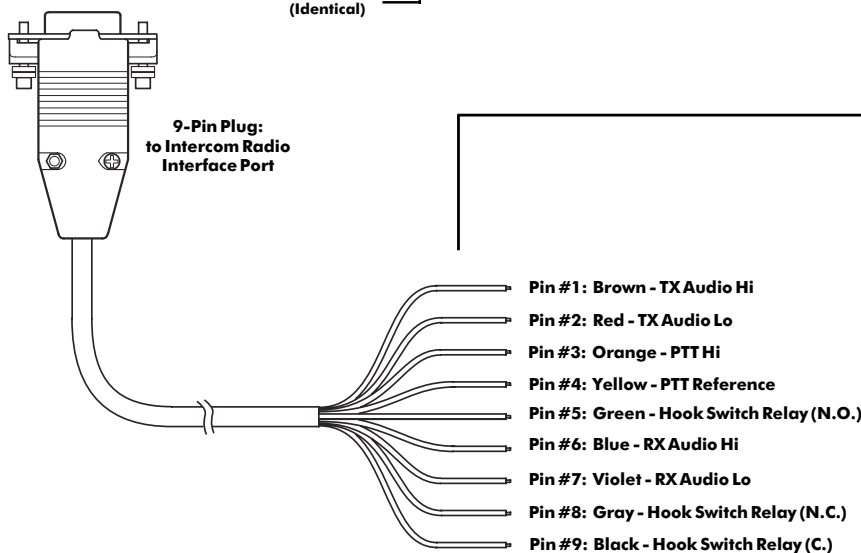 (Identical)
9-Pin Plug:
to Intercom Radio
Interface Port
Pin #1: Brown - TX Audio Hi
Pin #2: Red - TX Audio Lo
Pin #3: Orange - PTT Hi
Pin #4: Yellow - PTT Reference
Pin #5: Green - Hook Switch Relay (N.O.)
Pin #6: Blue - RX Audio Hi
Pin #7: Violet - RX Audio Lo
Pin #8: Gray - Hook Switch Relay (N.C.)
Pin #9: Black - Hook Switch Relay (C.)